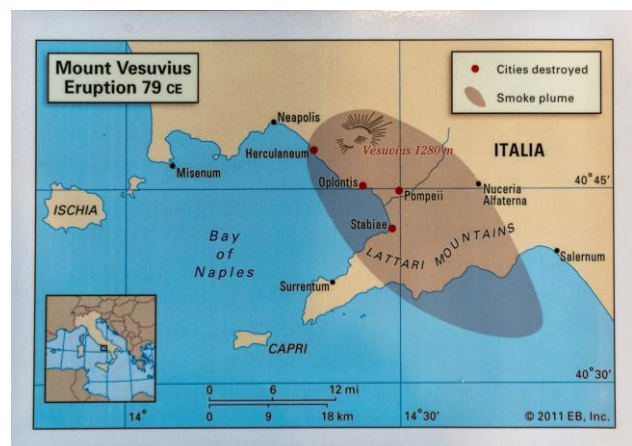 Mount Vesuvius
Eruption 79 CE
Cities destroyed
Smoke plume
Neapolis
Herculaneum
Vesuvius 1280 m
ITALIA
Misenum
Oplontis
Pompeii
Nuceria
Alfaterna
40°45'
ISCHIA
Stabiae
Bay
of
Naples
LATTARI MOUNTAINS
Salernum
Surrentum
CAPRI
40°30'
0 6 12 mi
0 9 18 km
14°
14°30'
© 2011 EB, Inc.